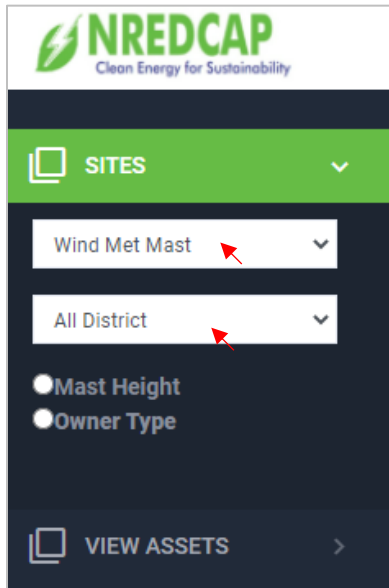 NREDCAP
Clean Energy for Sustainability
SITES
Wind Met Mast
All District
Mast Height
Owner Type
VIEW ASSETS